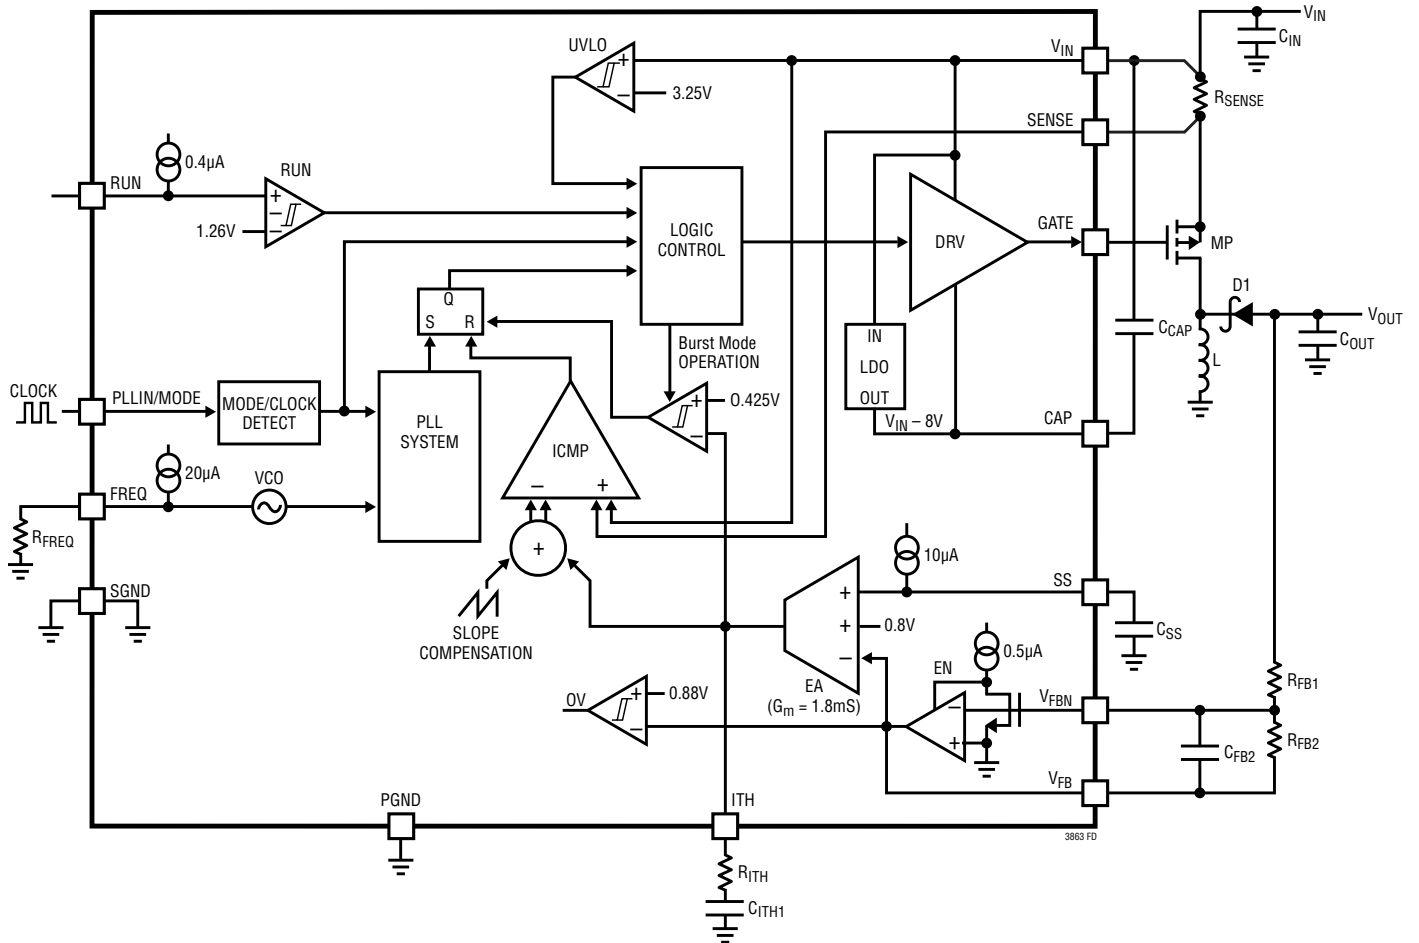 VIN
CIN
UVLO
+
–
3.25V
VIN
RSENSE
SENSE
0.4µA
RUN
RUN
+
–
–
1.26V
LOGIC
CONTROL
DRV
GATE
MP
D1
VOUT
COUT
CCAP
L
Q
S R
IN
LDO
OUT
Burst Mode
OPERATION
+
–
0.425V
VIN – 8V
CAP
CLOCK
PLLIN/MODE
MODE/CLOCK
DETECT
PLL
SYSTEM
ICMP
– +
20µA
FREQ
VCO
RFREQ
+
SLOPE
COMPENSATION
SGND
10µA
SS
CSS
+
+
–
0.8V
EA
(Gm = 1.8mS)
0.5µA
EN
–
+
OV
+
–
0.88V
VFBN
RFB1
RFB2
CFB2
VFB
PGND
ITH
3863 FD
RITH
CITH1